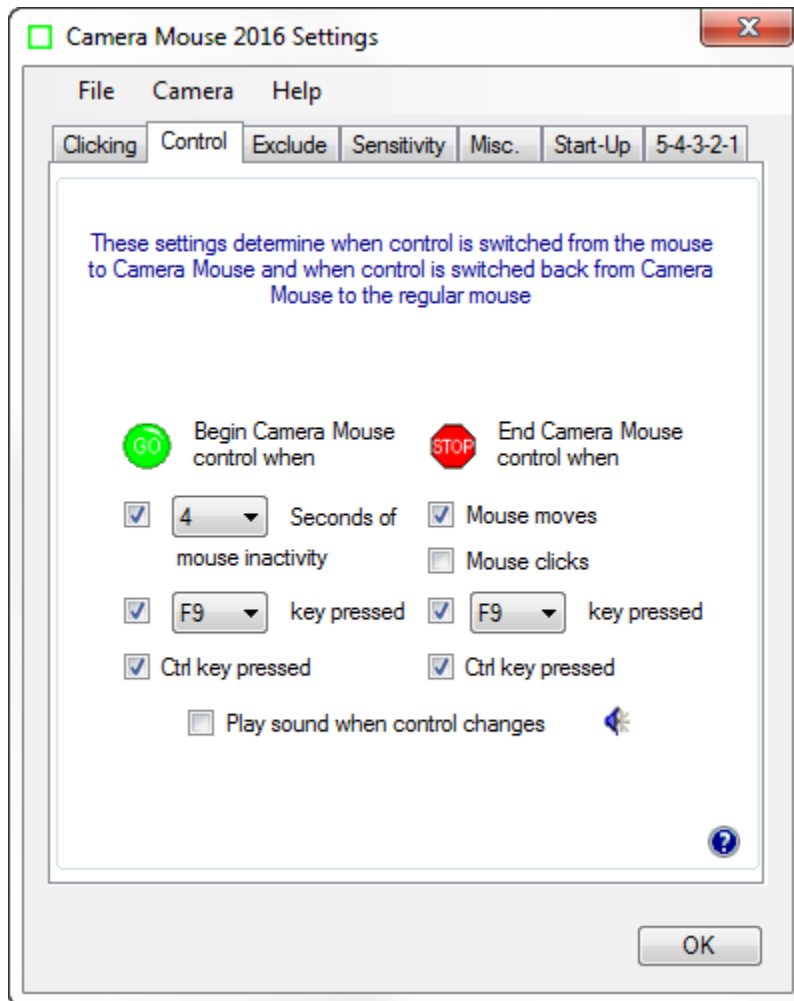 Camera Mouse 2016 Settings
x
File Camera Help
Clicking Control Exclude Sensitivity Misc. Start-Up 5-4-3-2-1
These settings determine when control is switched from the mouse
to Camera Mouse and when control is switched back from Camera
Mouse to the regular mouse
GO
Begin Camera Mouse
control when
STOP
End Camera Mouse
control when
4 Seconds of
mouse inactivity
Mouse moves
Mouse clicks
F9 key pressed
F9 key pressed
Ctrl key pressed
Ctrl key pressed
Play sound when control changes
?
OK